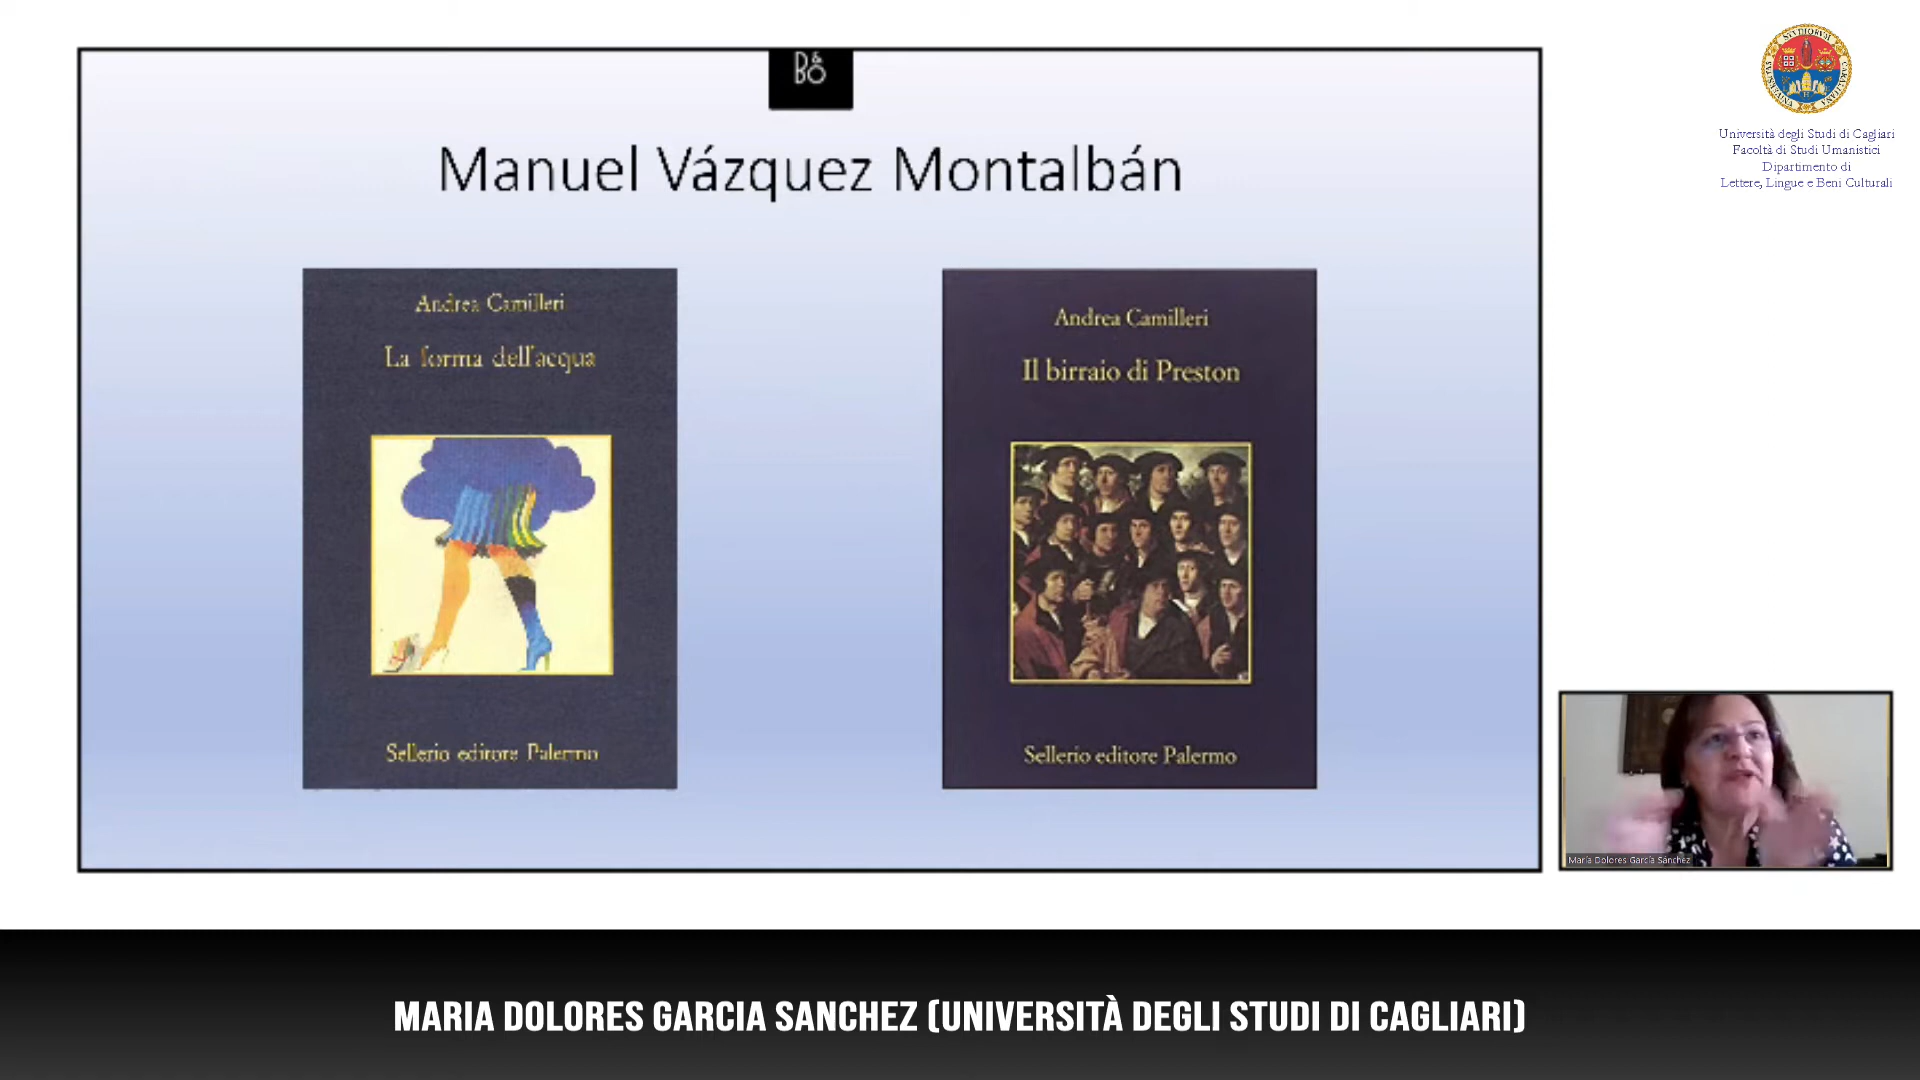 D&
BO
Manuel Vázquez Montalbán
Andrea Camilleri
La forma dell'acqua
Sellerio editore Palermo
Andrea Camilleri
Il birraio di Preston
Sellerio editore Palermo
Università degli Studi di Cagliari
Facoltà di Studi Umanistici
Dipartimento di
Lettere, Lingue e Beni Culturali
María Dolores García Sánchez
MARIA DOLORES GARCIA SANCHEZ (UNIVERSITÀ DEGLI STUDI DI CAGLIARI)